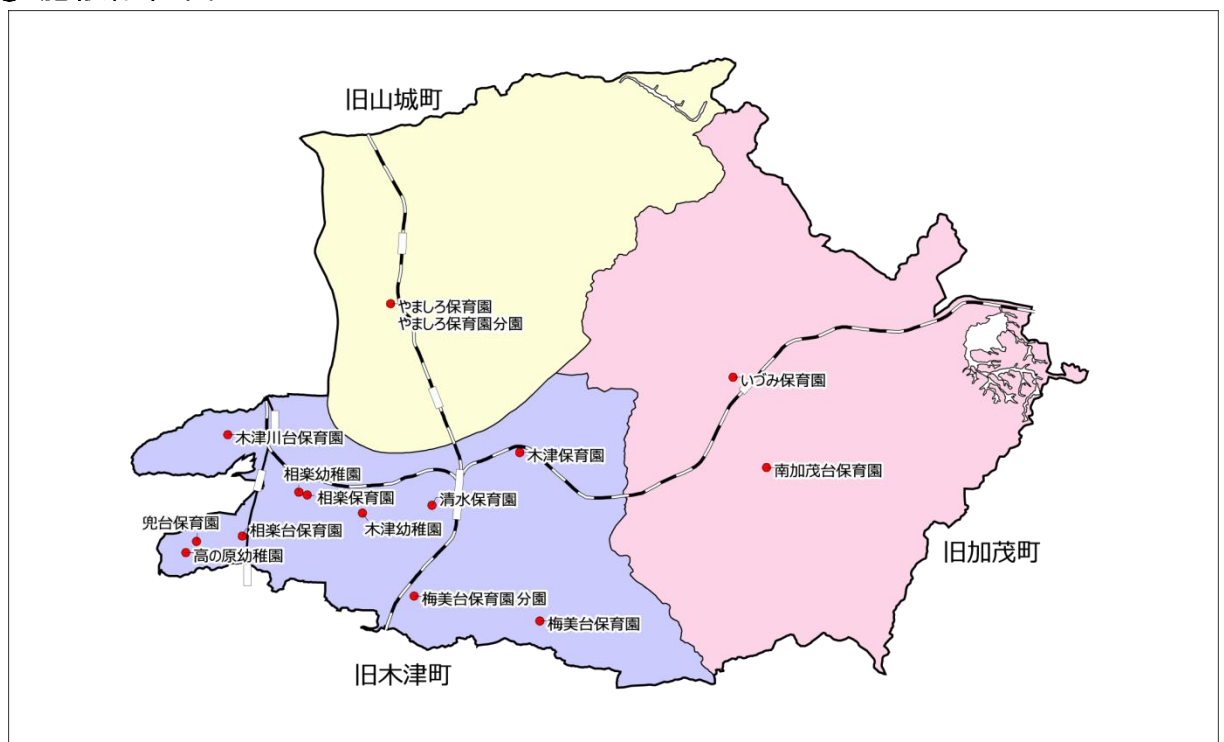 旧山城町
やましろ保育園
やましろ保育園分園
いづみ保育園
木津川台保育園
木津保育園
南加茂台保育園
相楽幼稚園
相楽保育園
清水保育園
木津幼稚園
兜台保育園
相楽台保育園
高の原幼稚園
旧加茂町
梅美台保育園分園
梅美台保育園
旧木津町